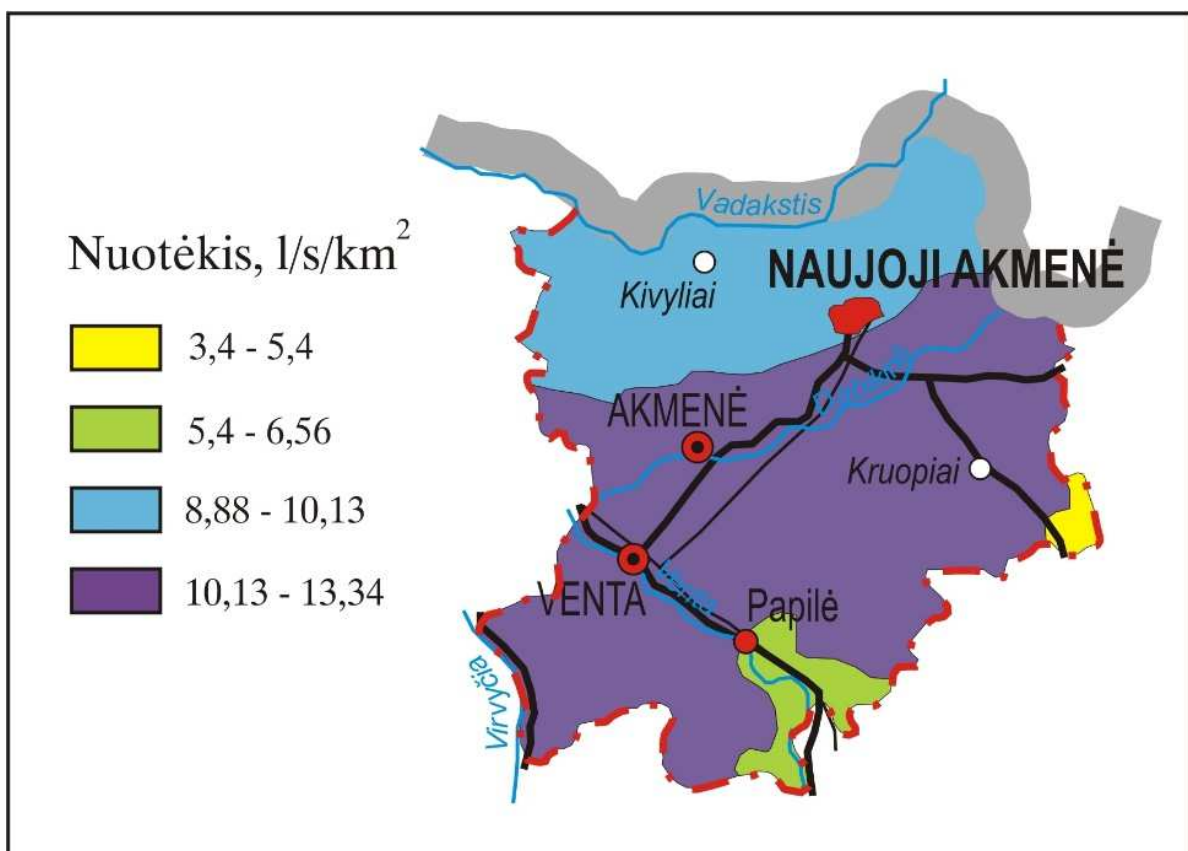 Nuotėkis, l/s/km²
3,4 - 5,4
5,4 - 6,56
8,88 - 10,13
10,13 - 13,34
Vadakstis
Kivyliai
NAUJOJI AKMENĖ
AKMENĖ
Kruopiai
VENTA
Papilė
Virvyčia